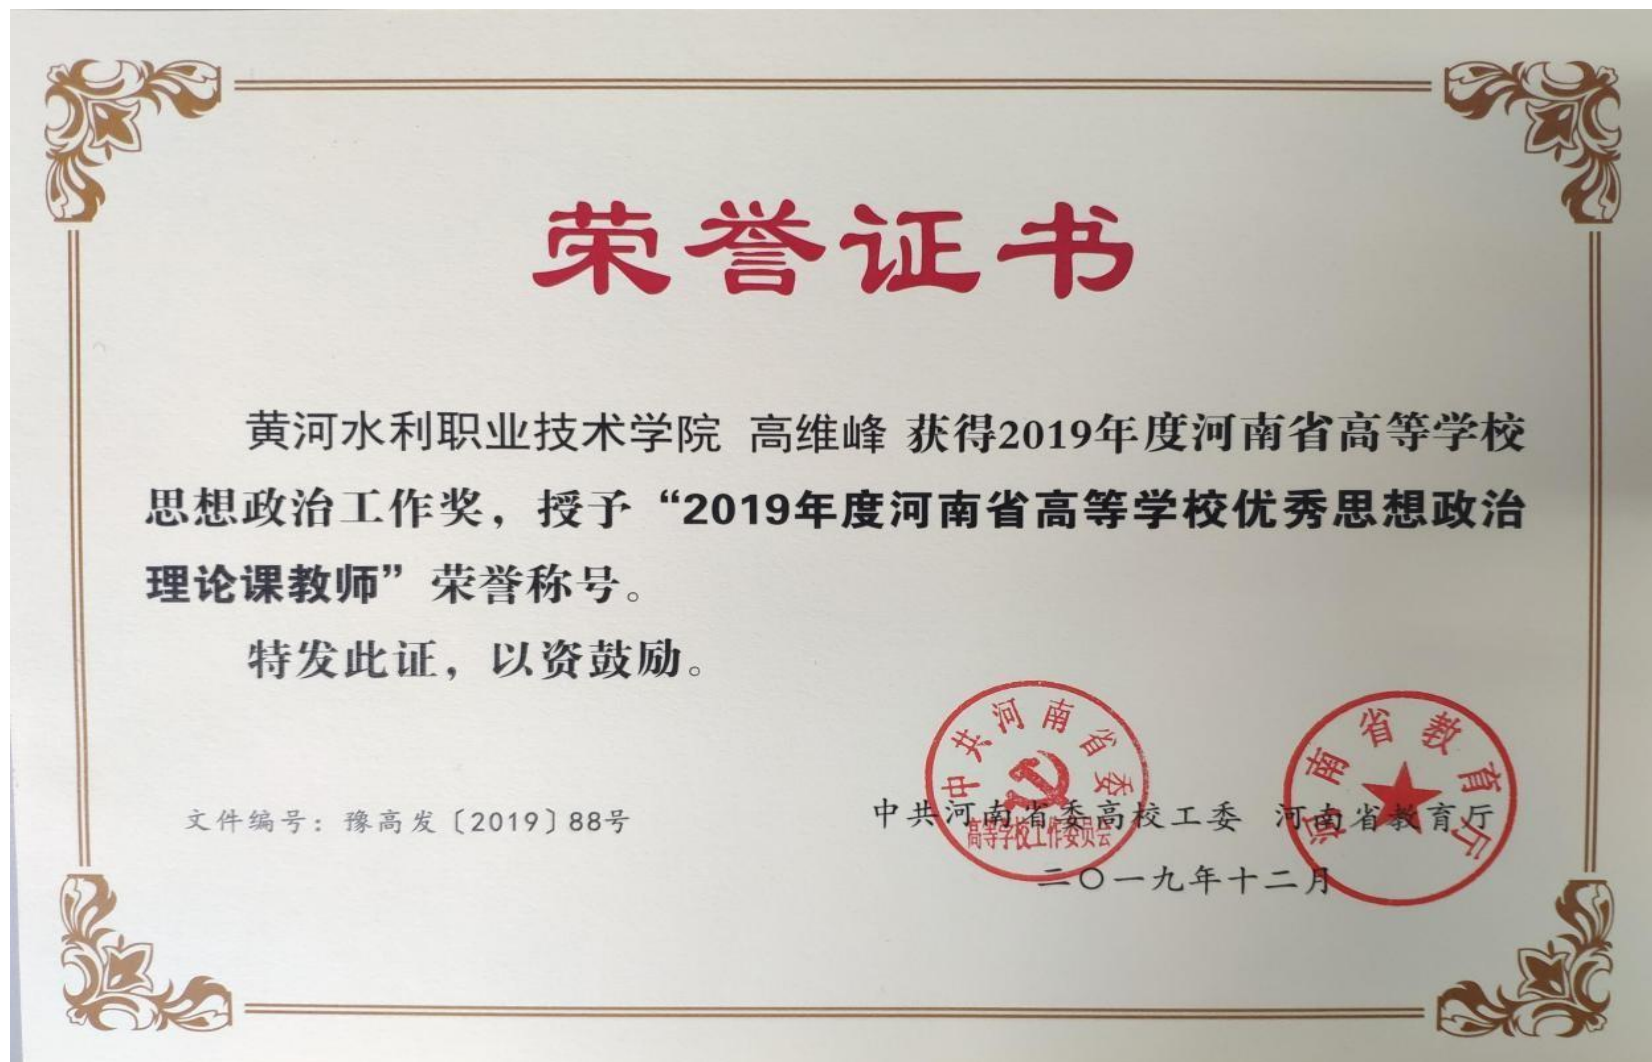 荣誉证书
黄河水利职业技术学院 高维峰 获得2019年度河南省高等学校
思想政治工作奖，授予“2019年度河南省高等学校优秀思想政治
理论课教师”荣誉称号。
特发此证，以资鼓励。
中共河南省委
高等学校工作委员会
河南省教育厅
文件编号：豫高发〔2019〕88号
中共河南省委高校工委 河南省教育厅
二〇一九年十二月